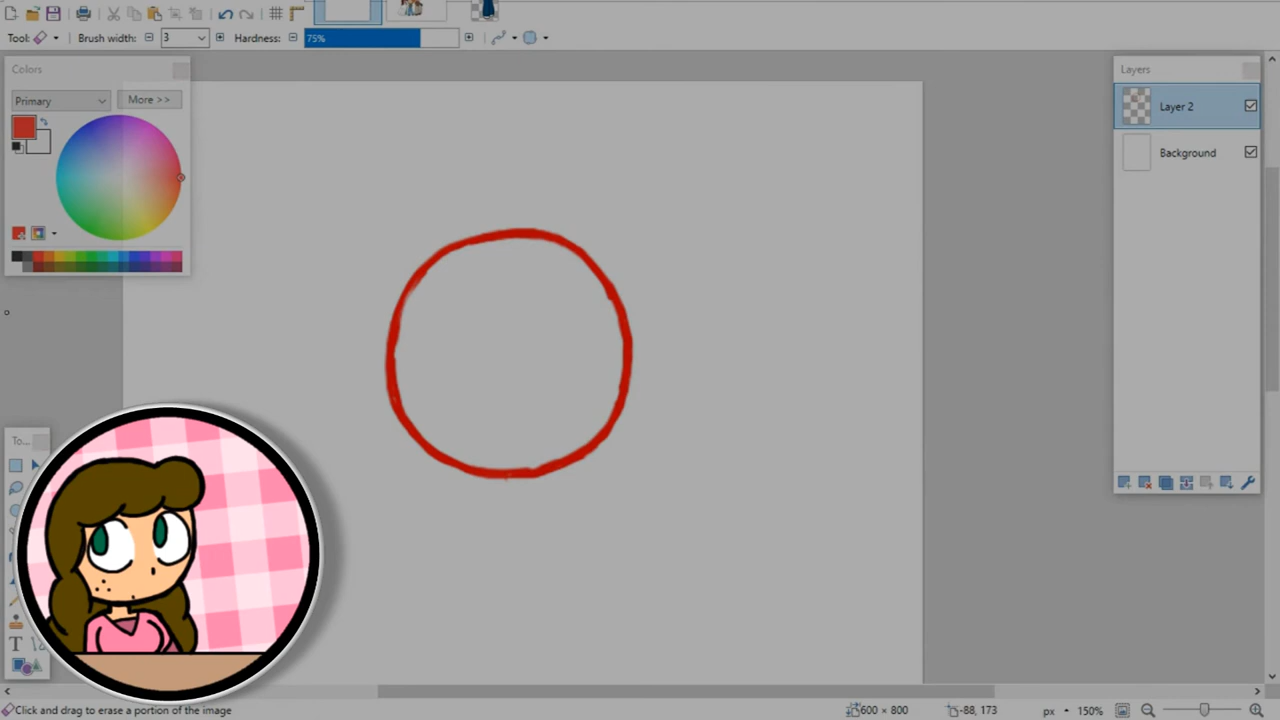 Tool: Brush width: 3 Hardness: 75%
Colors
Primary More >>
Layers
Layer 2
Background
To...
T
Click and drag to erase a portion of the image 600 × 800 -88, 173 px 150%